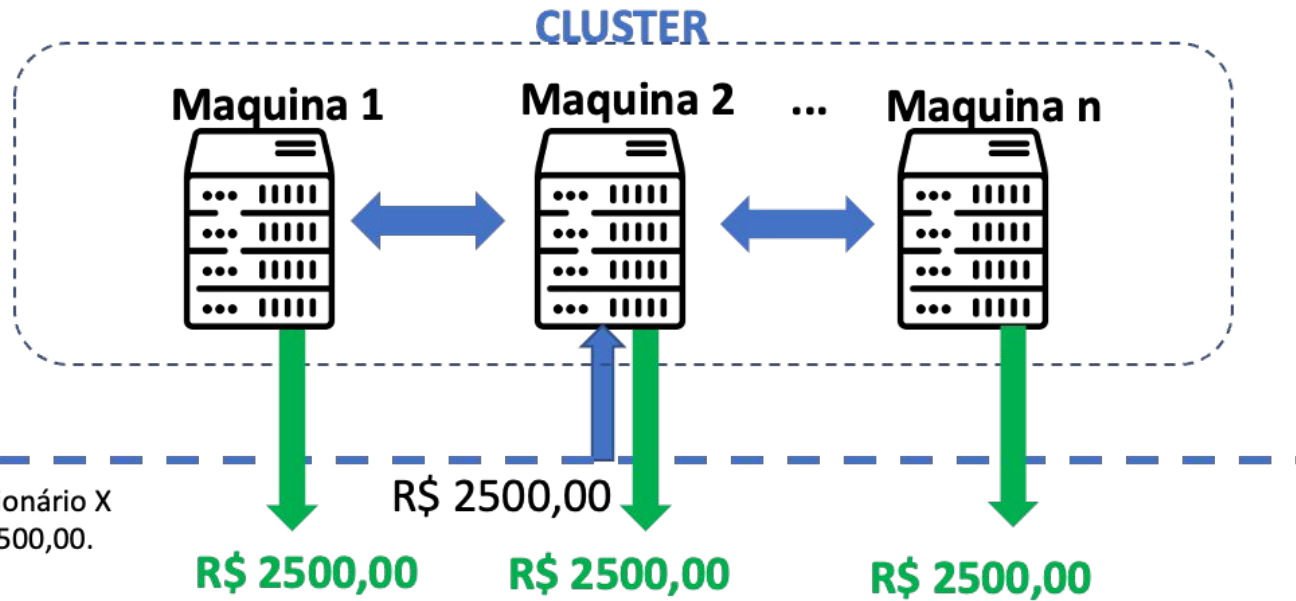 CLUSTER
Maquina 1
Maquina 2
...
Maquina n
R$ 2500,00
X
R$ 2500,00
R$ 2500,00
R$ 2500,00